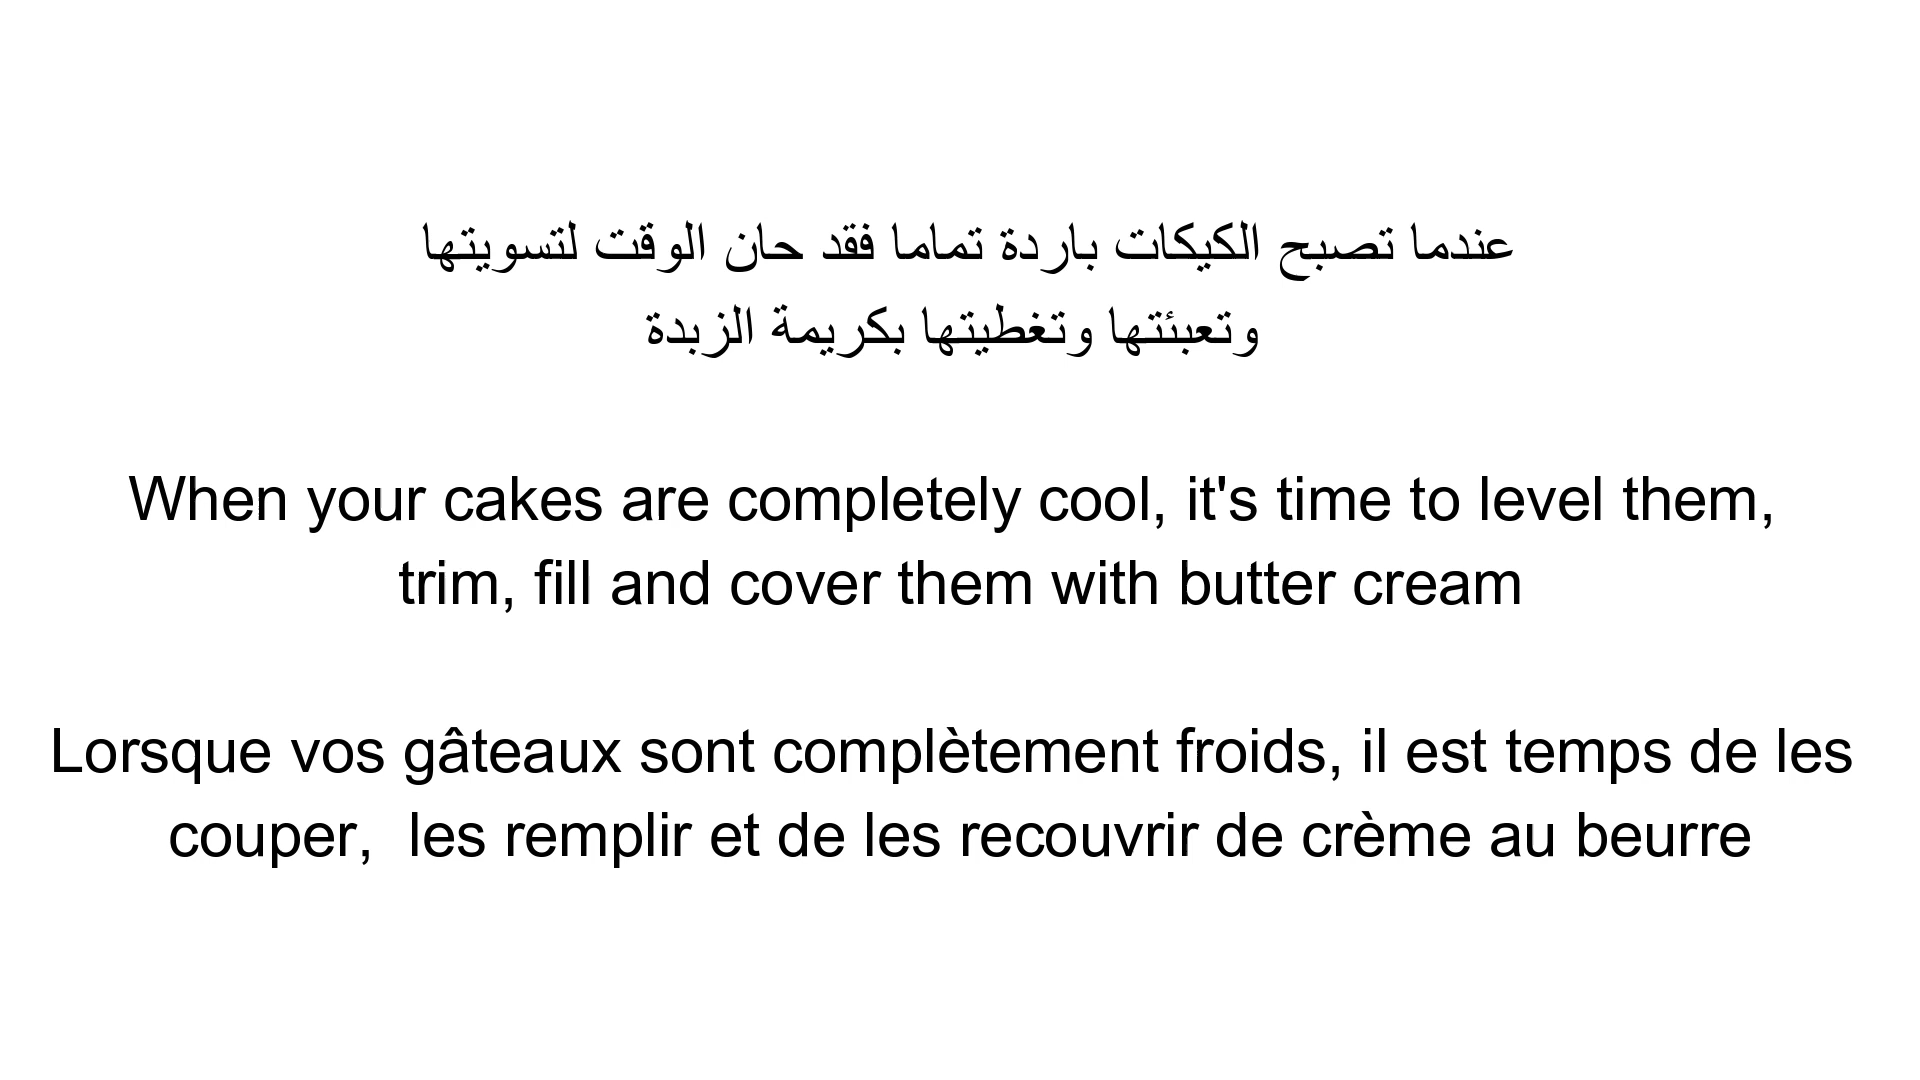 عندما تصبح الكيكات باردة تماما فقد حان الوقت لتسويتها
وتعبئتها وتغطيتها بكريمة الزبدة
When your cakes are completely cool, it's time to level them,
trim, fill and cover them with butter cream
Lorsque vos gâteaux sont complètement froids, il est temps de les
couper,  les remplir et de les recouvrir de crème au beurre